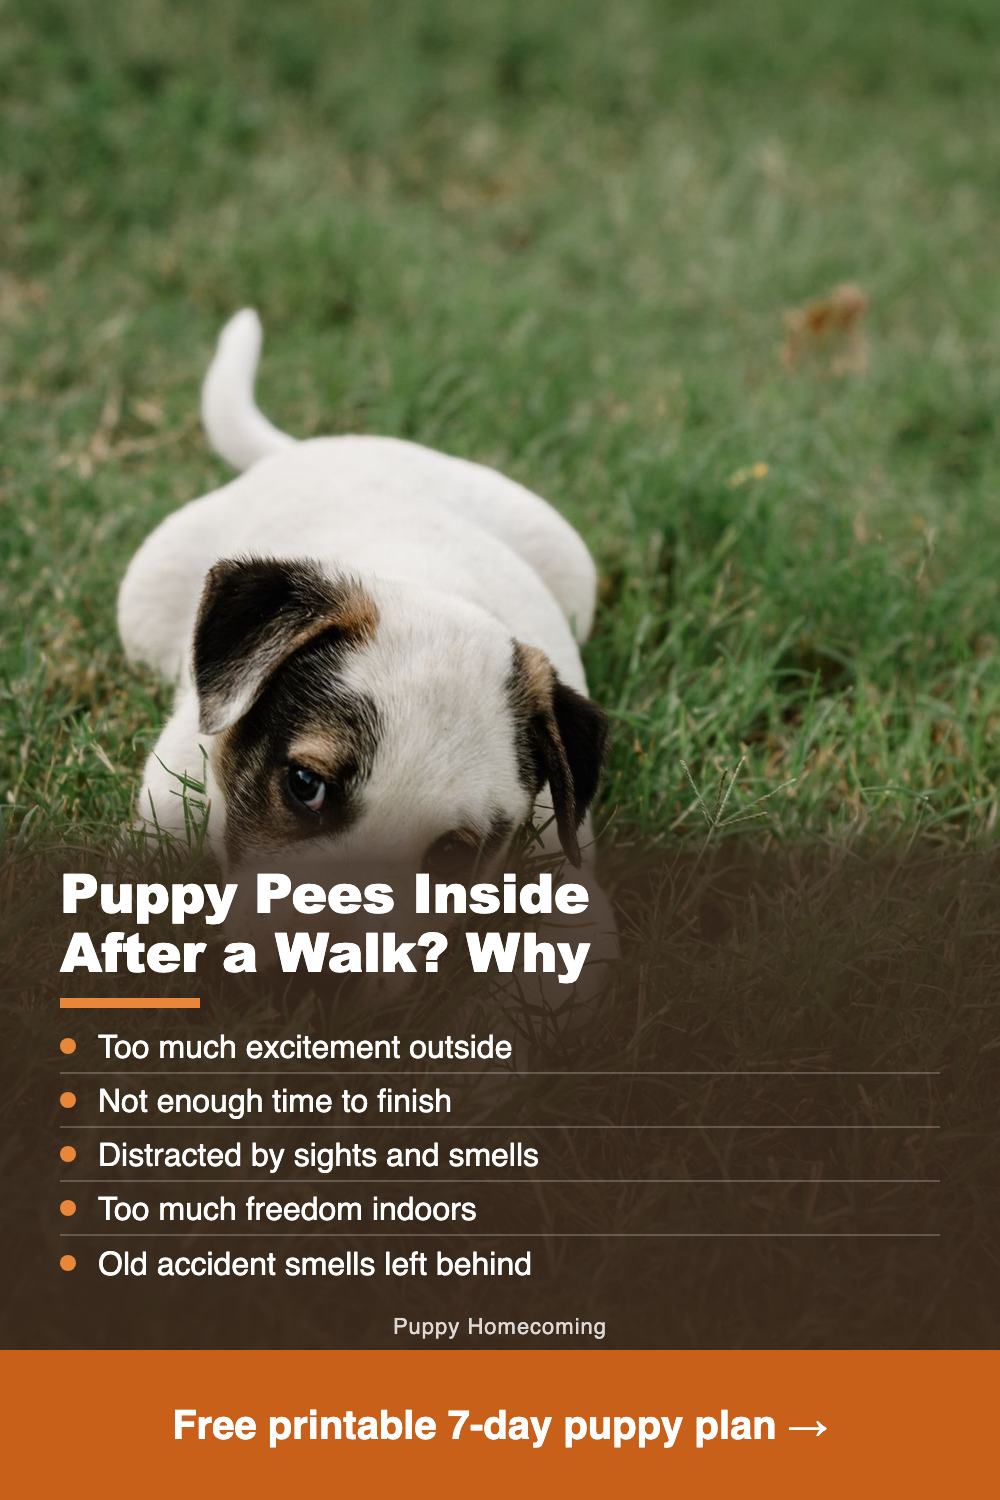 Puppy Pees Inside
After a Walk? Why
Too much excitement outside
Not enough time to finish
Distracted by sights and smells
Too much freedom indoors
Old accident smells left behind
Puppy Homecoming
Free printable 7-day puppy plan →